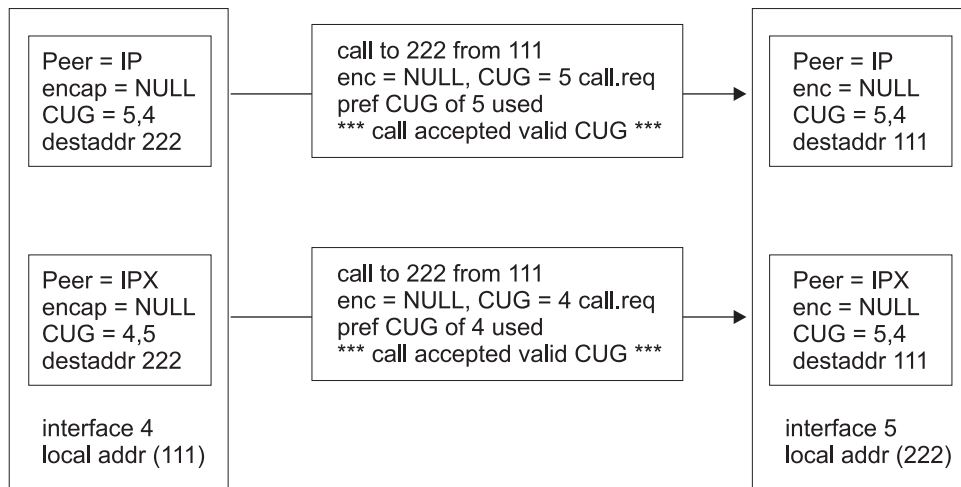 Peer = IP
encap = NULL
CUG = 5,4
destaddr 222
call to 222 from 111
enc = NULL, CUG = 5 call.req
pref CUG of 5 used
*** call accepted valid CUG ***
Peer = IP
enc = NULL
CUG = 5,4
destaddr 111
Peer = IPX
encap = NULL
CUG = 4,5
destaddr 222
call to 222 from 111
enc = NULL, CUG = 4 call.req
pref CUG of 4 used
*** call accepted valid CUG ***
Peer = IPX
enc = NULL
CUG = 5,4
destaddr 111
interface 4
local addr (111)
interface 5
local addr (222)